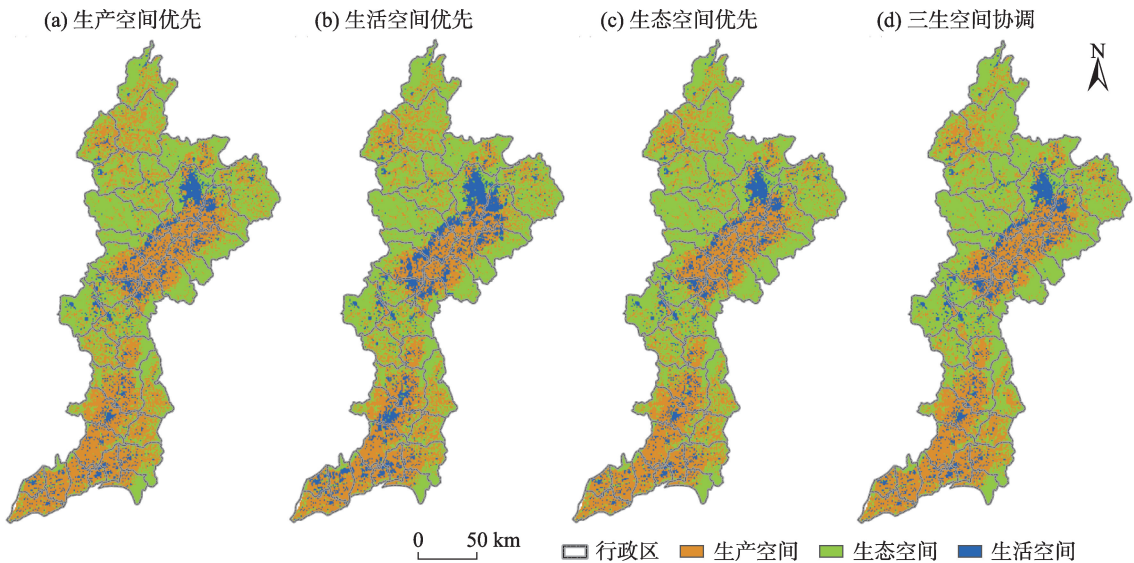 (a) 生产空间优先
(b) 生活空间优先
(c) 生态空间优先
(d) 三生空间协调
N
0 50 km
行政区 生产空间 生态空间 生活空间